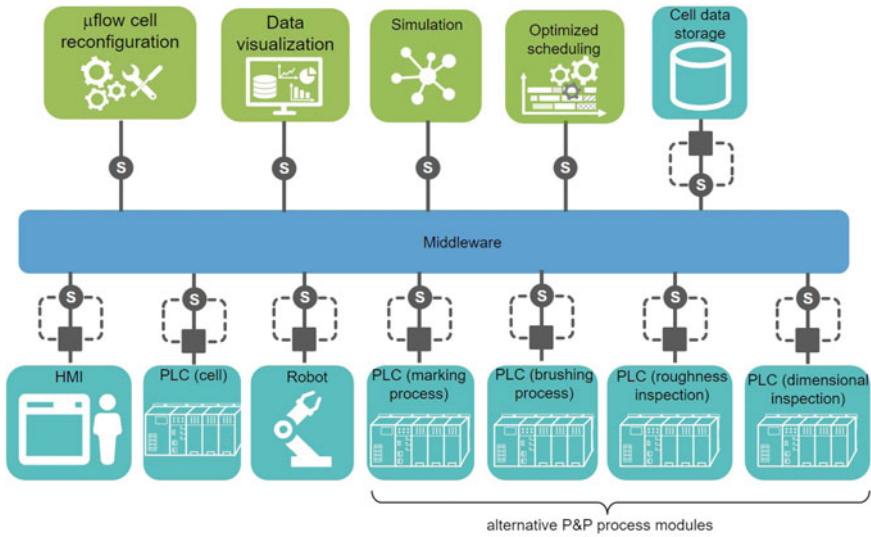 µflow cell
reconfiguration
Data
visualization
Simulation
Optimized
scheduling
Cell data
storage
S
S
S
S
S
Middleware
S
S
S
S
S
S
S
HMI
PLC (cell)
Robot
PLC (marking
process)
PLC (brushing
process)
PLC (roughness
inspection)
PLC (dimensional
inspection)
alternative P&P process modules